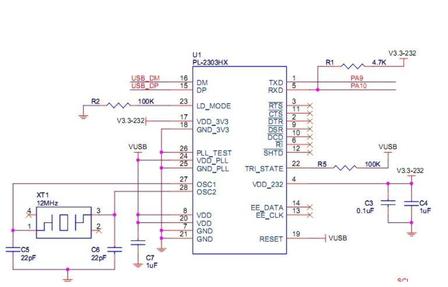 U1
PL-2303HX
R1 4.7K V3.3-232
USB_DM 16 DM TXD 1 PA9
USB_DP 15 DP RXD 5 PA10
R2 100K 23 LD_MODE RTS 3
CTS 11
V3.3-232 17 VDD_3V3 DTR 2
18 GND_3V3 DSR 9
DCD 10
RI 6
VUSB 26 PLL_TEST SHTD 12 VUSB
24 VDD_PLL TRI_STATE 22 R5 100K
25 GND_PLL
27 OSC1 VDD_232 4 V3.3-232
XT1 28 OSC2
12MHz
4 3 EE_DATA 14 C3 C4
1 2 8 VDD EE_CLK 13 0.1uF 1uF
20 VDD
C5 C6 7 GND
22pF 22pF C7 21 GND RESET 19 VUSB
1uF
SCL